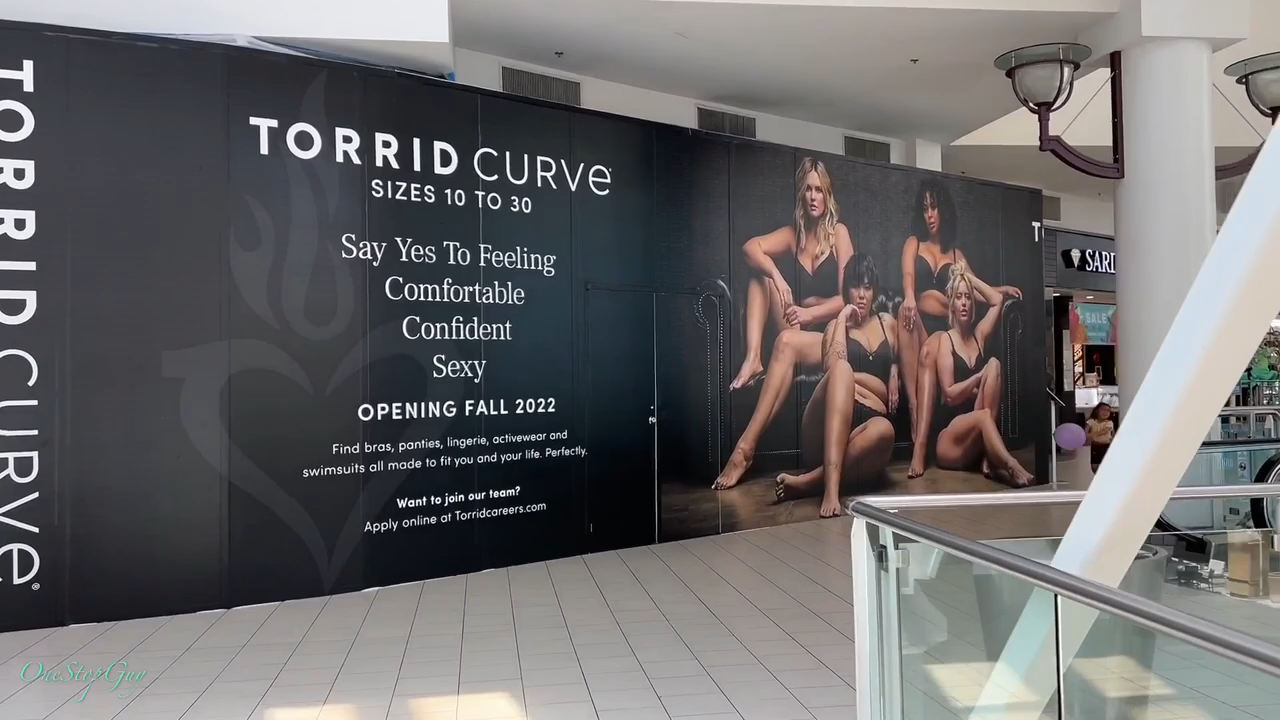 TORRID CURVE®
TORRID CURVE
SIZES 10 TO 30
Say Yes To Feeling
Comfortable
Confident
Sexy
OPENING FALL 2022
Find bras, panties, lingerie, activewear and
swimsuits all made to fit you and your life. Perfectly.
Want to join our team?
Apply online at Torridcareers.com
T
SARL
SALE
OneStopGuy